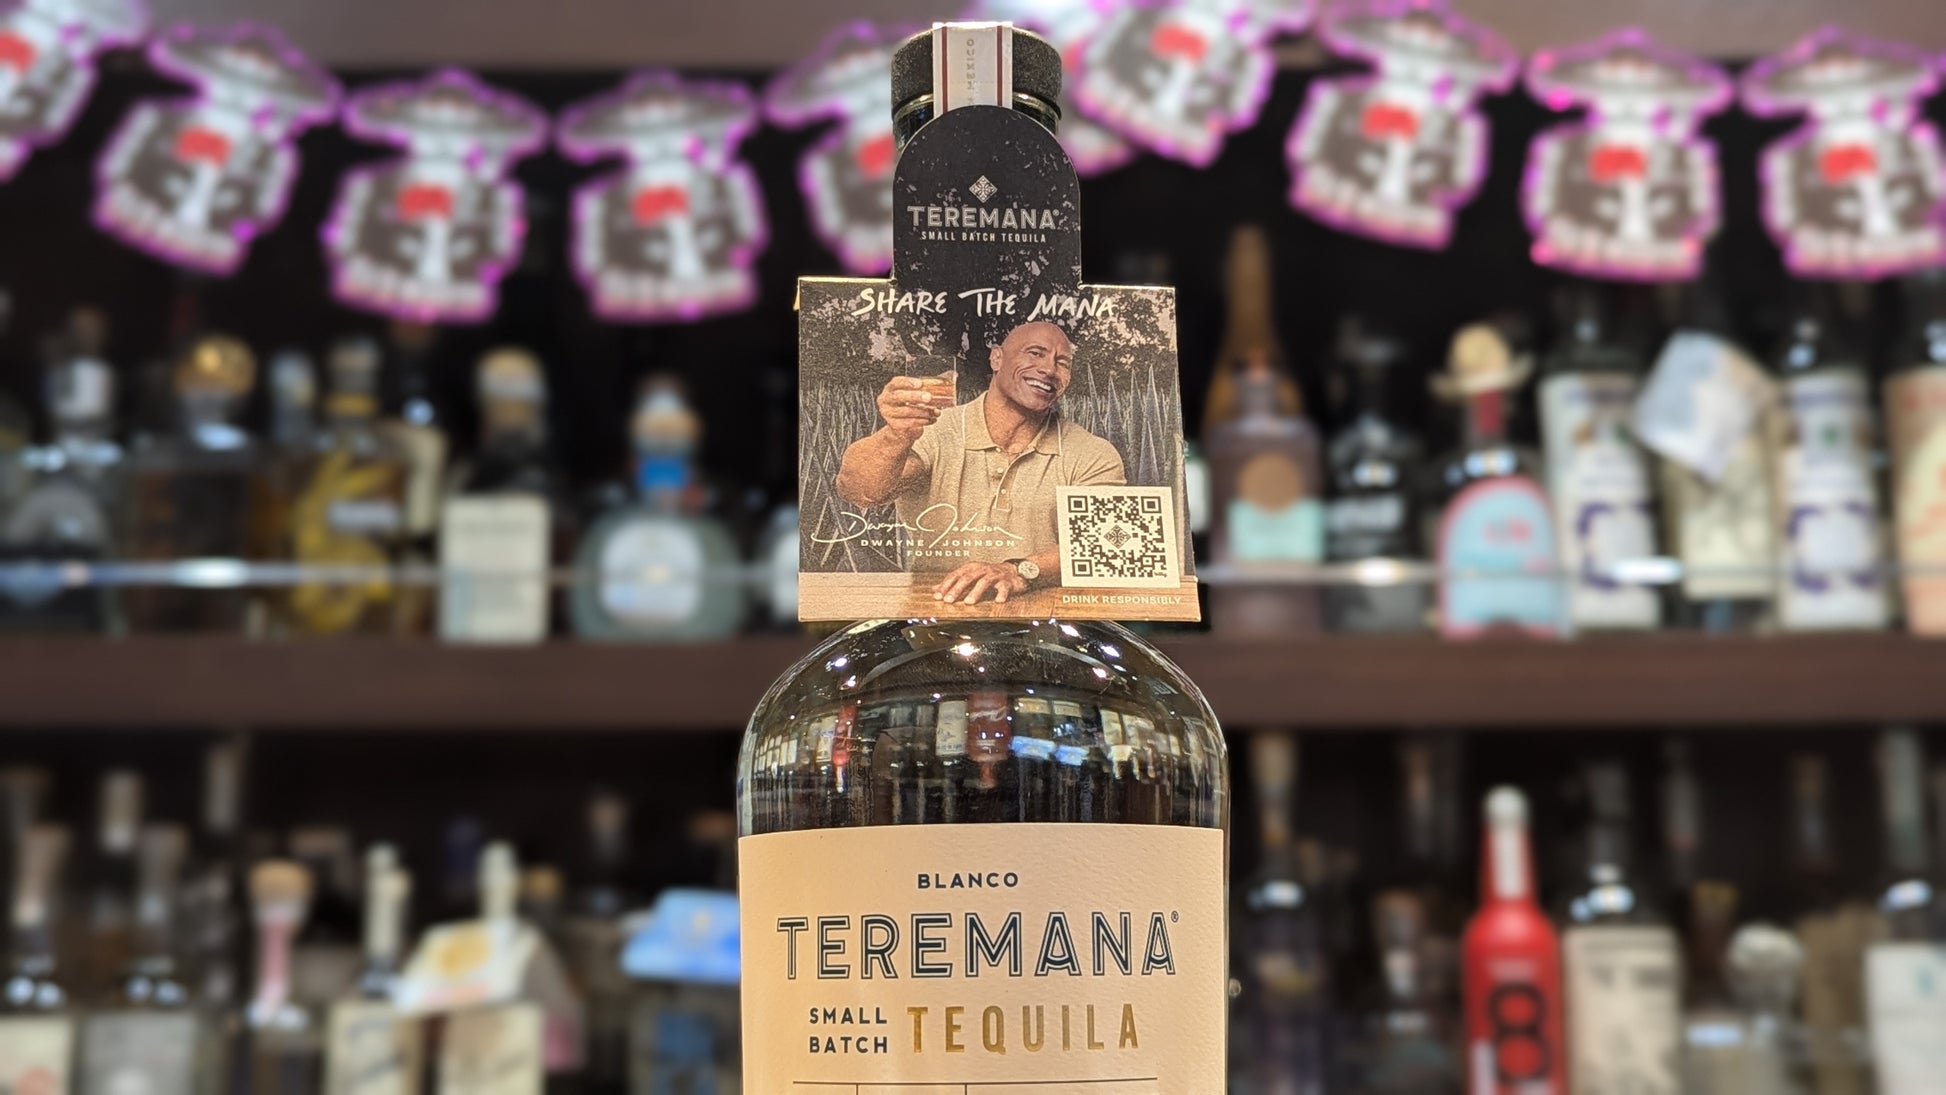 MEXICO
TEREMANA®
SMALL BATCH TEQUILA
SHARE THE MANA
Dwayne Johnson
DWAYNE JOHNSON
FOUNDER
DRINK RESPONSIBLY
BLANCO
TEREMANA®
SMALL
BATCH TEQUILA